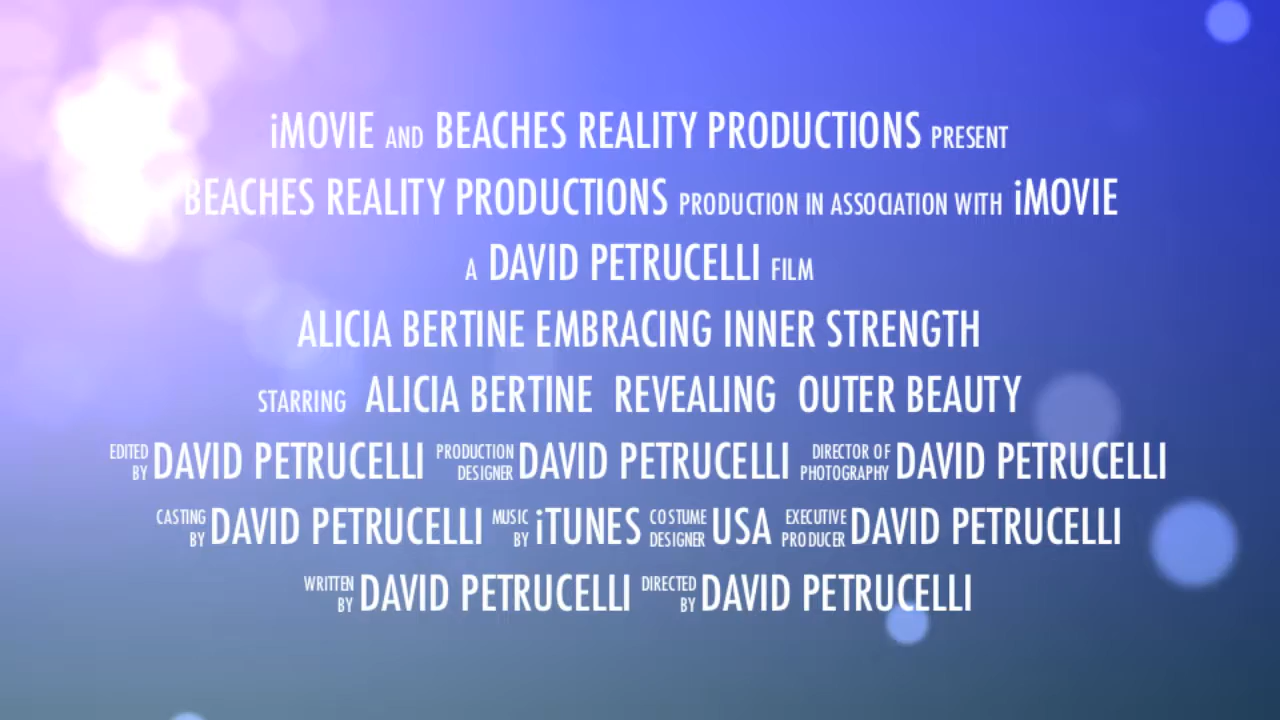 iMOVIE AND BEACHES REALITY PRODUCTIONS PRESENT
BEACHES REALITY PRODUCTIONS PRODUCTION IN ASSOCIATION WITH iMOVIE
A DAVID PETRUCELLI FILM
ALICIA BERTINE EMBRACING INNER STRENGTH
STARRING ALICIA BERTINE REVEALING OUTER BEAUTY
EDITED BY DAVID PETRUCELLI PRODUCTION DESIGNER DAVID PETRUCELLI DIRECTOR OF PHOTOGRAPHY DAVID PETRUCELLI
CASTING BY DAVID PETRUCELLI MUSIC BY iTUNES COSTUME DESIGNER USA EXECUTIVE PRODUCER DAVID PETRUCELLI
WRITTEN BY DAVID PETRUCELLI DIRECTED BY DAVID PETRUCELLI